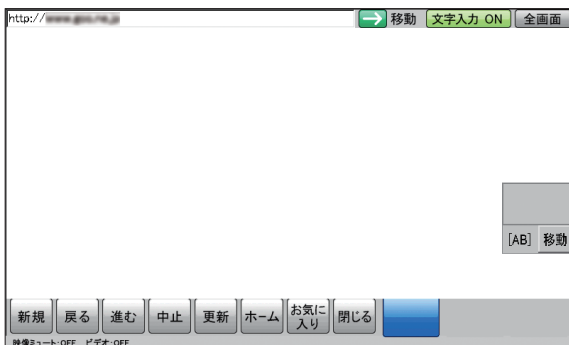 http://
移動 文字入力 ON 全画面
[AB] 移動
新規 戻る 進む 中止 更新 ホーム お気に入り 閉じる
映像ミュート:OFF ビデオ:OFF